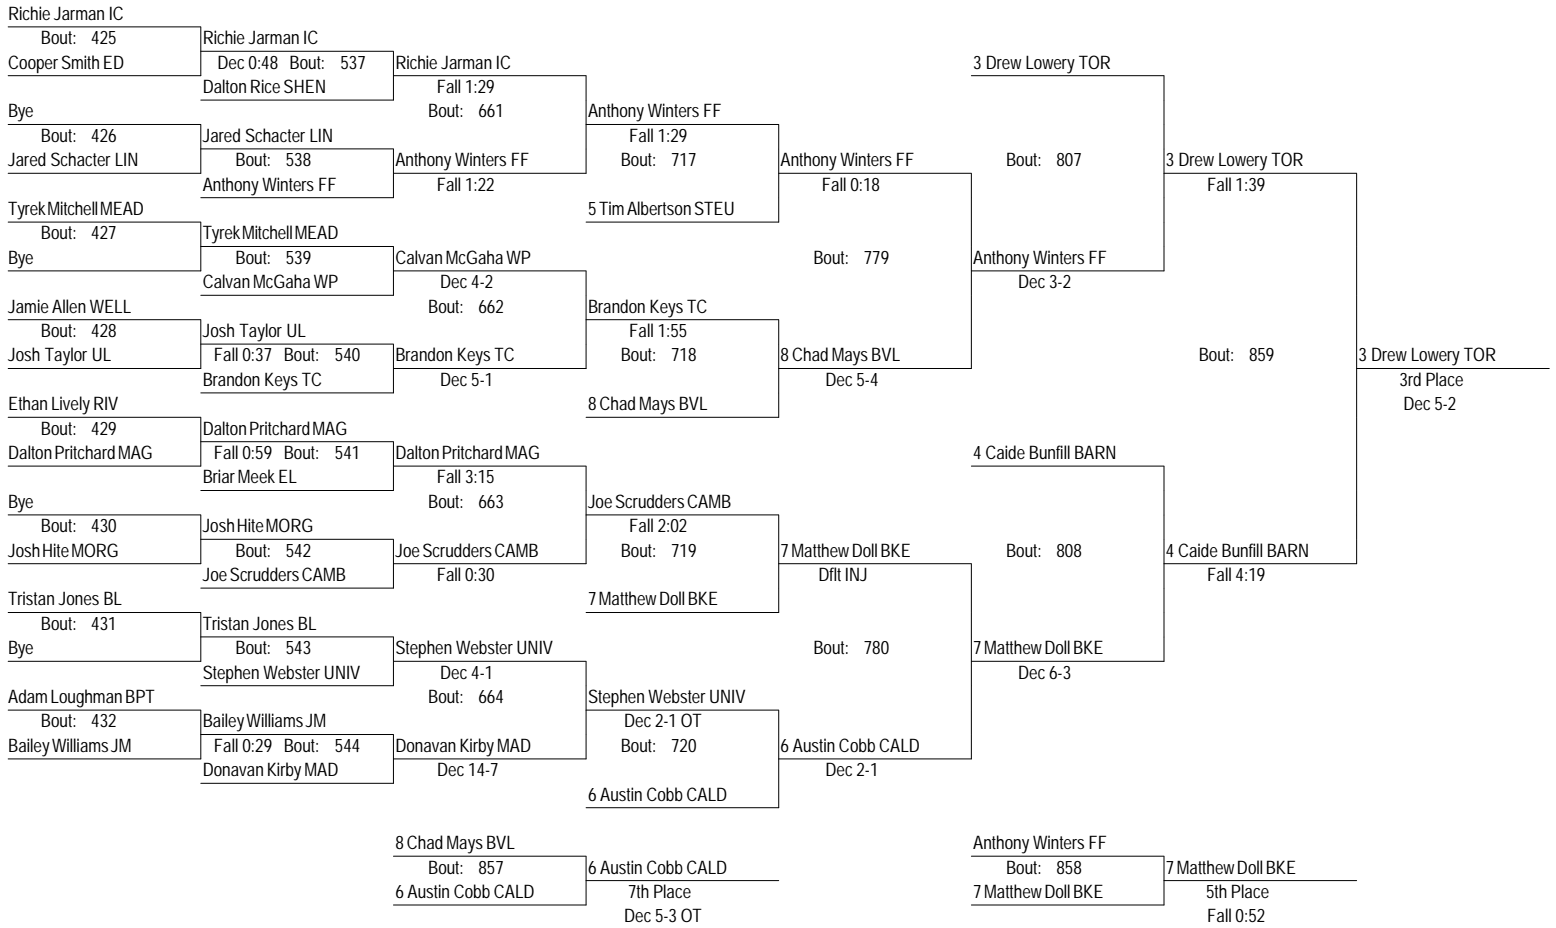 Richie Jarman IC
Bout: 425
Richie Jarman IC
Cooper Smith ED
Dec 0:48 Bout: 537
Richie Jarman IC
3 Drew Lowery TOR
Dalton Rice SHEN
Fall 1:29
Bye
Bout: 661
Anthony Winters FF
Bout: 426
Jared Schacter LIN
Fall 1:29
Jared Schacter LIN
Bout: 538
Anthony Winters FF
Bout: 717
Anthony Winters FF
Bout: 807
3 Drew Lowery TOR
Anthony Winters FF
Fall 1:22
Fall 0:18
Fall 1:39
Tyrek Mitchell MEAD
5 Tim Albertson STEU
Bout: 427
Tyrek Mitchell MEAD
Bye
Bout: 539
Calvan McGaha WP
Bout: 779
Anthony Winters FF
Calvan McGaha WP
Dec 4-2
Dec 3-2
Jamie Allen WELL
Bout: 662
Brandon Keys TC
Bout: 428
Josh Taylor UL
Fall 1:55
Josh Taylor UL
Fall 0:37 Bout: 540
Brandon Keys TC
Bout: 718
8 Chad Mays BVL
Bout: 859
3 Drew Lowery TOR
Brandon Keys TC
Dec 5-1
Dec 5-4
3rd Place
Ethan Lively RIV
8 Chad Mays BVL
Dec 5-2
Bout: 429
Dalton Pritchard MAG
Dalton Pritchard MAG
Fall 0:59 Bout: 541
Dalton Pritchard MAG
4 Caide Bunfill BARN
Briar Meek EL
Fall 3:15
Bye
Bout: 663
Joe Scrudders CAMB
Bout: 430
Josh Hite MORG
Fall 2:02
Josh Hite MORG
Bout: 542
Joe Scrudders CAMB
Bout: 719
7 Matthew Doll BKE
Bout: 808
4 Caide Bunfill BARN
Joe Scrudders CAMB
Fall 0:30
Dflt INJ
Fall 4:19
Tristan Jones BL
7 Matthew Doll BKE
Bout: 431
Tristan Jones BL
Bye
Bout: 543
Stephen Webster UNIV
Bout: 780
7 Matthew Doll BKE
Stephen Webster UNIV
Dec 4-1
Dec 6-3
Adam Loughman BPT
Bout: 664
Stephen Webster UNIV
Bout: 432
Bailey Williams JM
Dec 2-1 OT
Bailey Williams JM
Fall 0:29 Bout: 544
Donavan Kirby MAD
Bout: 720
6 Austin Cobb CALD
Donavan Kirby MAD
Dec 14-7
Dec 2-1
6 Austin Cobb CALD
8 Chad Mays BVL
Anthony Winters FF
Bout: 857
6 Austin Cobb CALD
Bout: 858
7 Matthew Doll BKE
6 Austin Cobb CALD
7th Place
7 Matthew Doll BKE
5th Place
Dec 5-3 OT
Fall 0:52